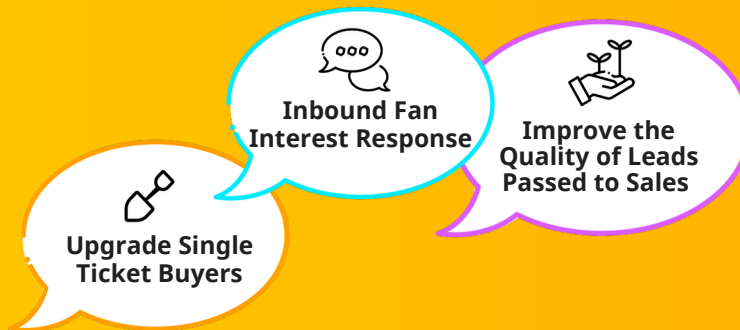 Inbound Fan
Interest Response
Improve the
Quality of Leads
Passed to Sales
Upgrade Single
Ticket Buyers